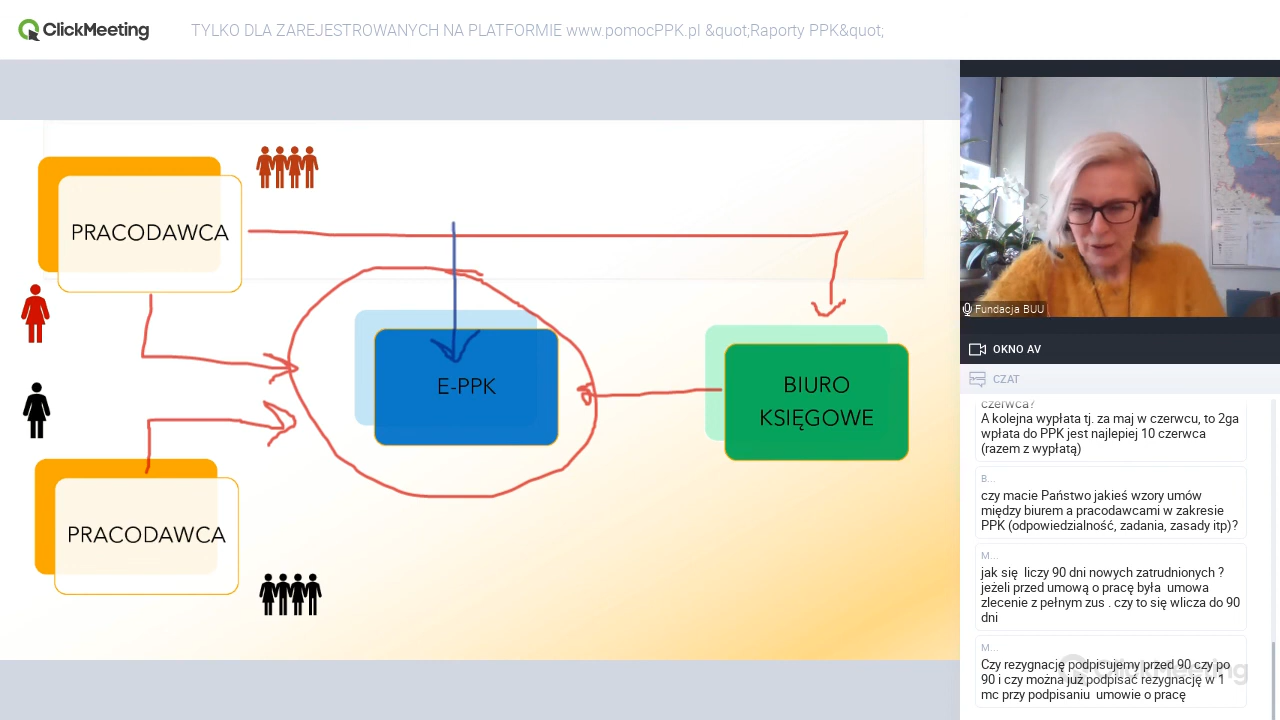 ClickMeeting
TYLKO DLA ZAREJESTROWANYCH NA PLATFORMIE www.pomocPPK.pl &quot;Raporty PPK&quot;
PRACODAWCA
E-PPK
BIURO
KSIĘGOWE
PRACODAWCA
Fundacja BUU
OKNO AV
CZAT
czerwca?
A kolejna wypłata tj. za maj w czerwcu, to 2ga
wpłata do PPK jest najlepiej 10 czerwca
(razem z wypłatą)
B...
czy macie Państwo jakieś wzory umów
między biurem a pracodawcami w zakresie
PPK (odpowiedzialność, zadania, zasady itp)?
M...
jak się  liczy 90 dni nowych zatrudnionych ?
jeżeli przed umową o pracę była  umowa
zlecenie z pełnym zus . czy to się wlicza do 90
dni
M...
Czy rezygnację podpisujemy przed 90 czy po
90 i czy można już podpisać rezygnację w 1
mc przy podpisaniu  umowie o pracę
ClickMeeting